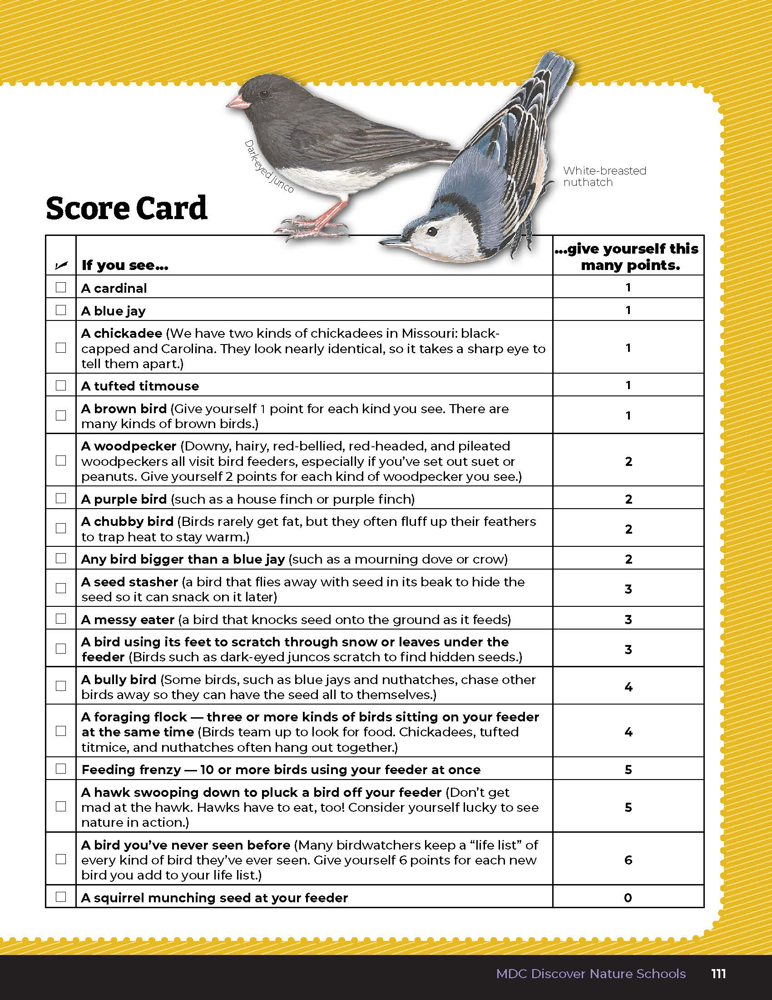 Dark-eyed junco
White-breasted
nuthatch
Score Card
✓ If you see...
...give yourself this
many points.
☐ A cardinal 1
☐ A blue jay 1
☐ A chickadee (We have two kinds of chickadees in Missouri: black-
capped and Carolina. They look nearly identical, so it takes a sharp eye to
tell them apart.) 1
☐ A tufted titmouse 1
☐ A brown bird (Give yourself 1 point for each kind you see. There are
many kinds of brown birds.) 1
☐ A woodpecker (Downy, hairy, red-bellied, red-headed, and pileated
woodpeckers all visit bird feeders, especially if you’ve set out suet or
peanuts. Give yourself 2 points for each kind of woodpecker you see.) 2
☐ A purple bird (such as a house finch or purple finch) 2
☐ A chubby bird (Birds rarely get fat, but they often fluff up their feathers
to trap heat to stay warm.) 2
☐ Any bird bigger than a blue jay (such as a mourning dove or crow) 2
☐ A seed stasher (a bird that flies away with seed in its beak to hide the
seed so it can snack on it later) 3
☐ A messy eater (a bird that knocks seed onto the ground as it feeds) 3
☐ A bird using its feet to scratch through snow or leaves under the
feeder (Birds such as dark-eyed juncos scratch to find hidden seeds.) 3
☐ A bully bird (Some birds, such as blue jays and nuthatches, chase other
birds away so they can have the seed all to themselves.) 4
☐ A foraging flock — three or more kinds of birds sitting on your feeder
at the same time (Birds team up to look for food. Chickadees, tufted
titmice, and nuthatches often hang out together.) 4
☐ Feeding frenzy — 10 or more birds using your feeder at once 5
☐ A hawk swooping down to pluck a bird off your feeder (Don’t get
mad at the hawk. Hawks have to eat, too! Consider yourself lucky to see
nature in action.) 5
☐ A bird you’ve never seen before (Many birdwatchers keep a “life list” of
every kind of bird they’ve ever seen. Give yourself 6 points for each new
bird you add to your life list.) 6
☐ A squirrel munching seed at your feeder 0
MDC Discover Nature Schools 111